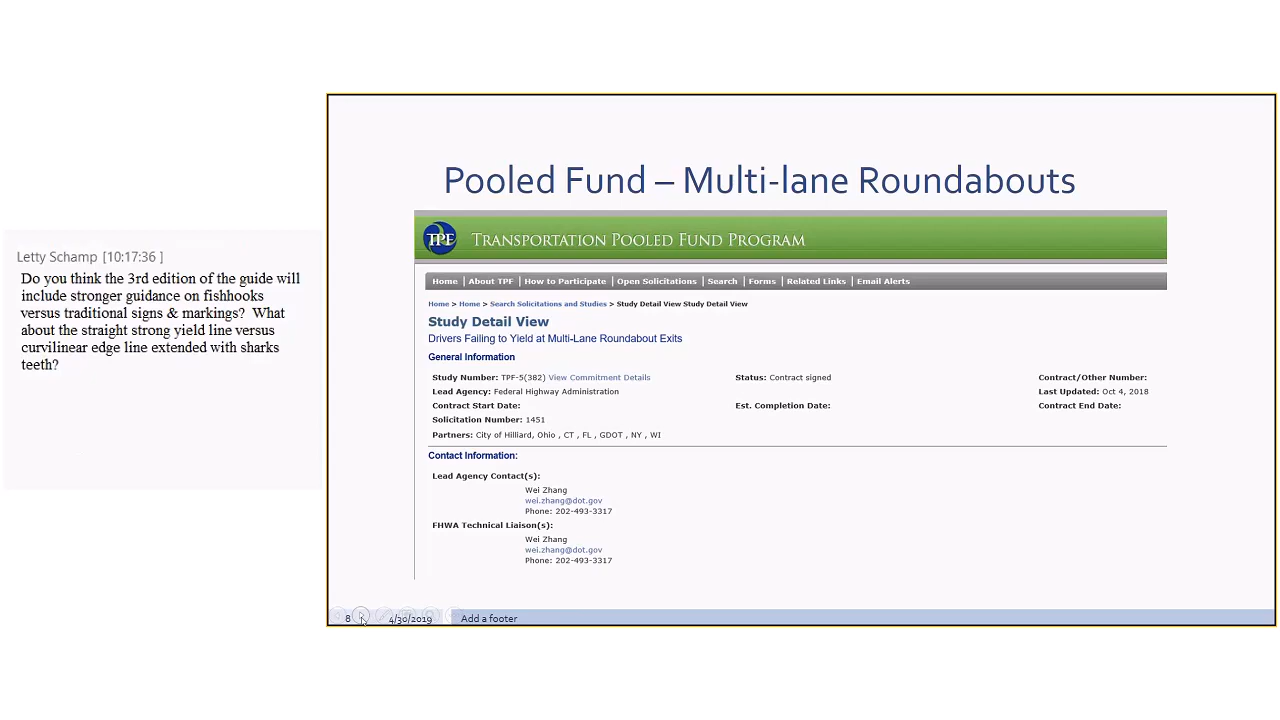 Letty Schamp [10:17:36 ]
Do you think the 3rd edition of the guide will
include stronger guidance on fishhooks
versus traditional signs & markings?  What
about the straight strong yield line versus
curvilinear edge line extended with sharks
teeth?
Pooled Fund – Multi-lane Roundabouts
TPF TRANSPORTATION POOLED FUND PROGRAM
Home | About TPF | How to Participate | Open Solicitations | Search | Forms | Related Links | Email Alerts
Home > Home > Search Solicitations and Studies > Study Detail View Study Detail View
Study Detail View
Drivers Failing to Yield at Multi-Lane Roundabout Exits
General Information
Study Number: TPF-5(382) View Commitment Details Status: Contract signed Contract/Other Number:
Lead Agency: Federal Highway Administration Last Updated: Oct 4, 2018
Contract Start Date: Est. Completion Date: Contract End Date:
Solicitation Number: 1451
Partners: City of Hilliard, Ohio , CT , FL , GDOT , NY , WI
Contact Information:
Lead Agency Contact(s):
Wei Zhang
wei.zhang@dot.gov
Phone: 202-493-3317
FHWA Technical Liaison(s):
Wei Zhang
wei.zhang@dot.gov
Phone: 202-493-3317
8 4/30/2019 Add a footer